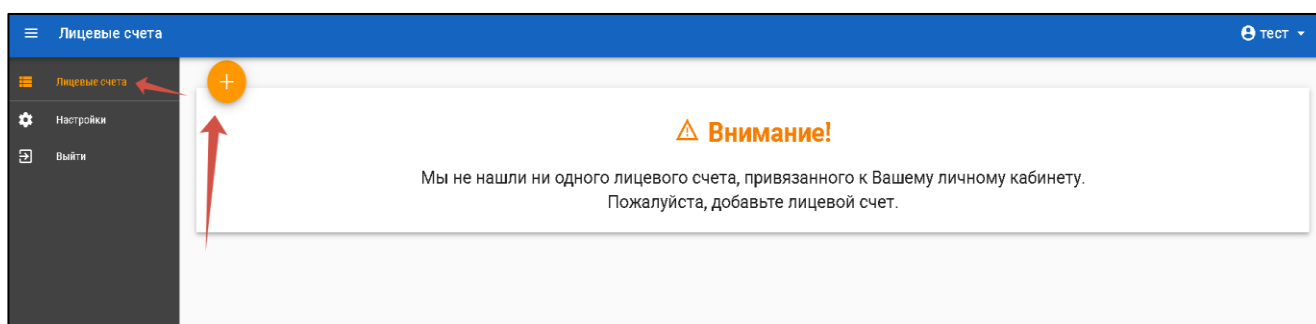 Лицевые счета
тест
Лицевые счета
Настройки
Выйти
Внимание!
Мы не нашли ни одного лицевого счета, привязанного к Вашему личному кабинету.
Пожалуйста, добавьте лицевой счет.